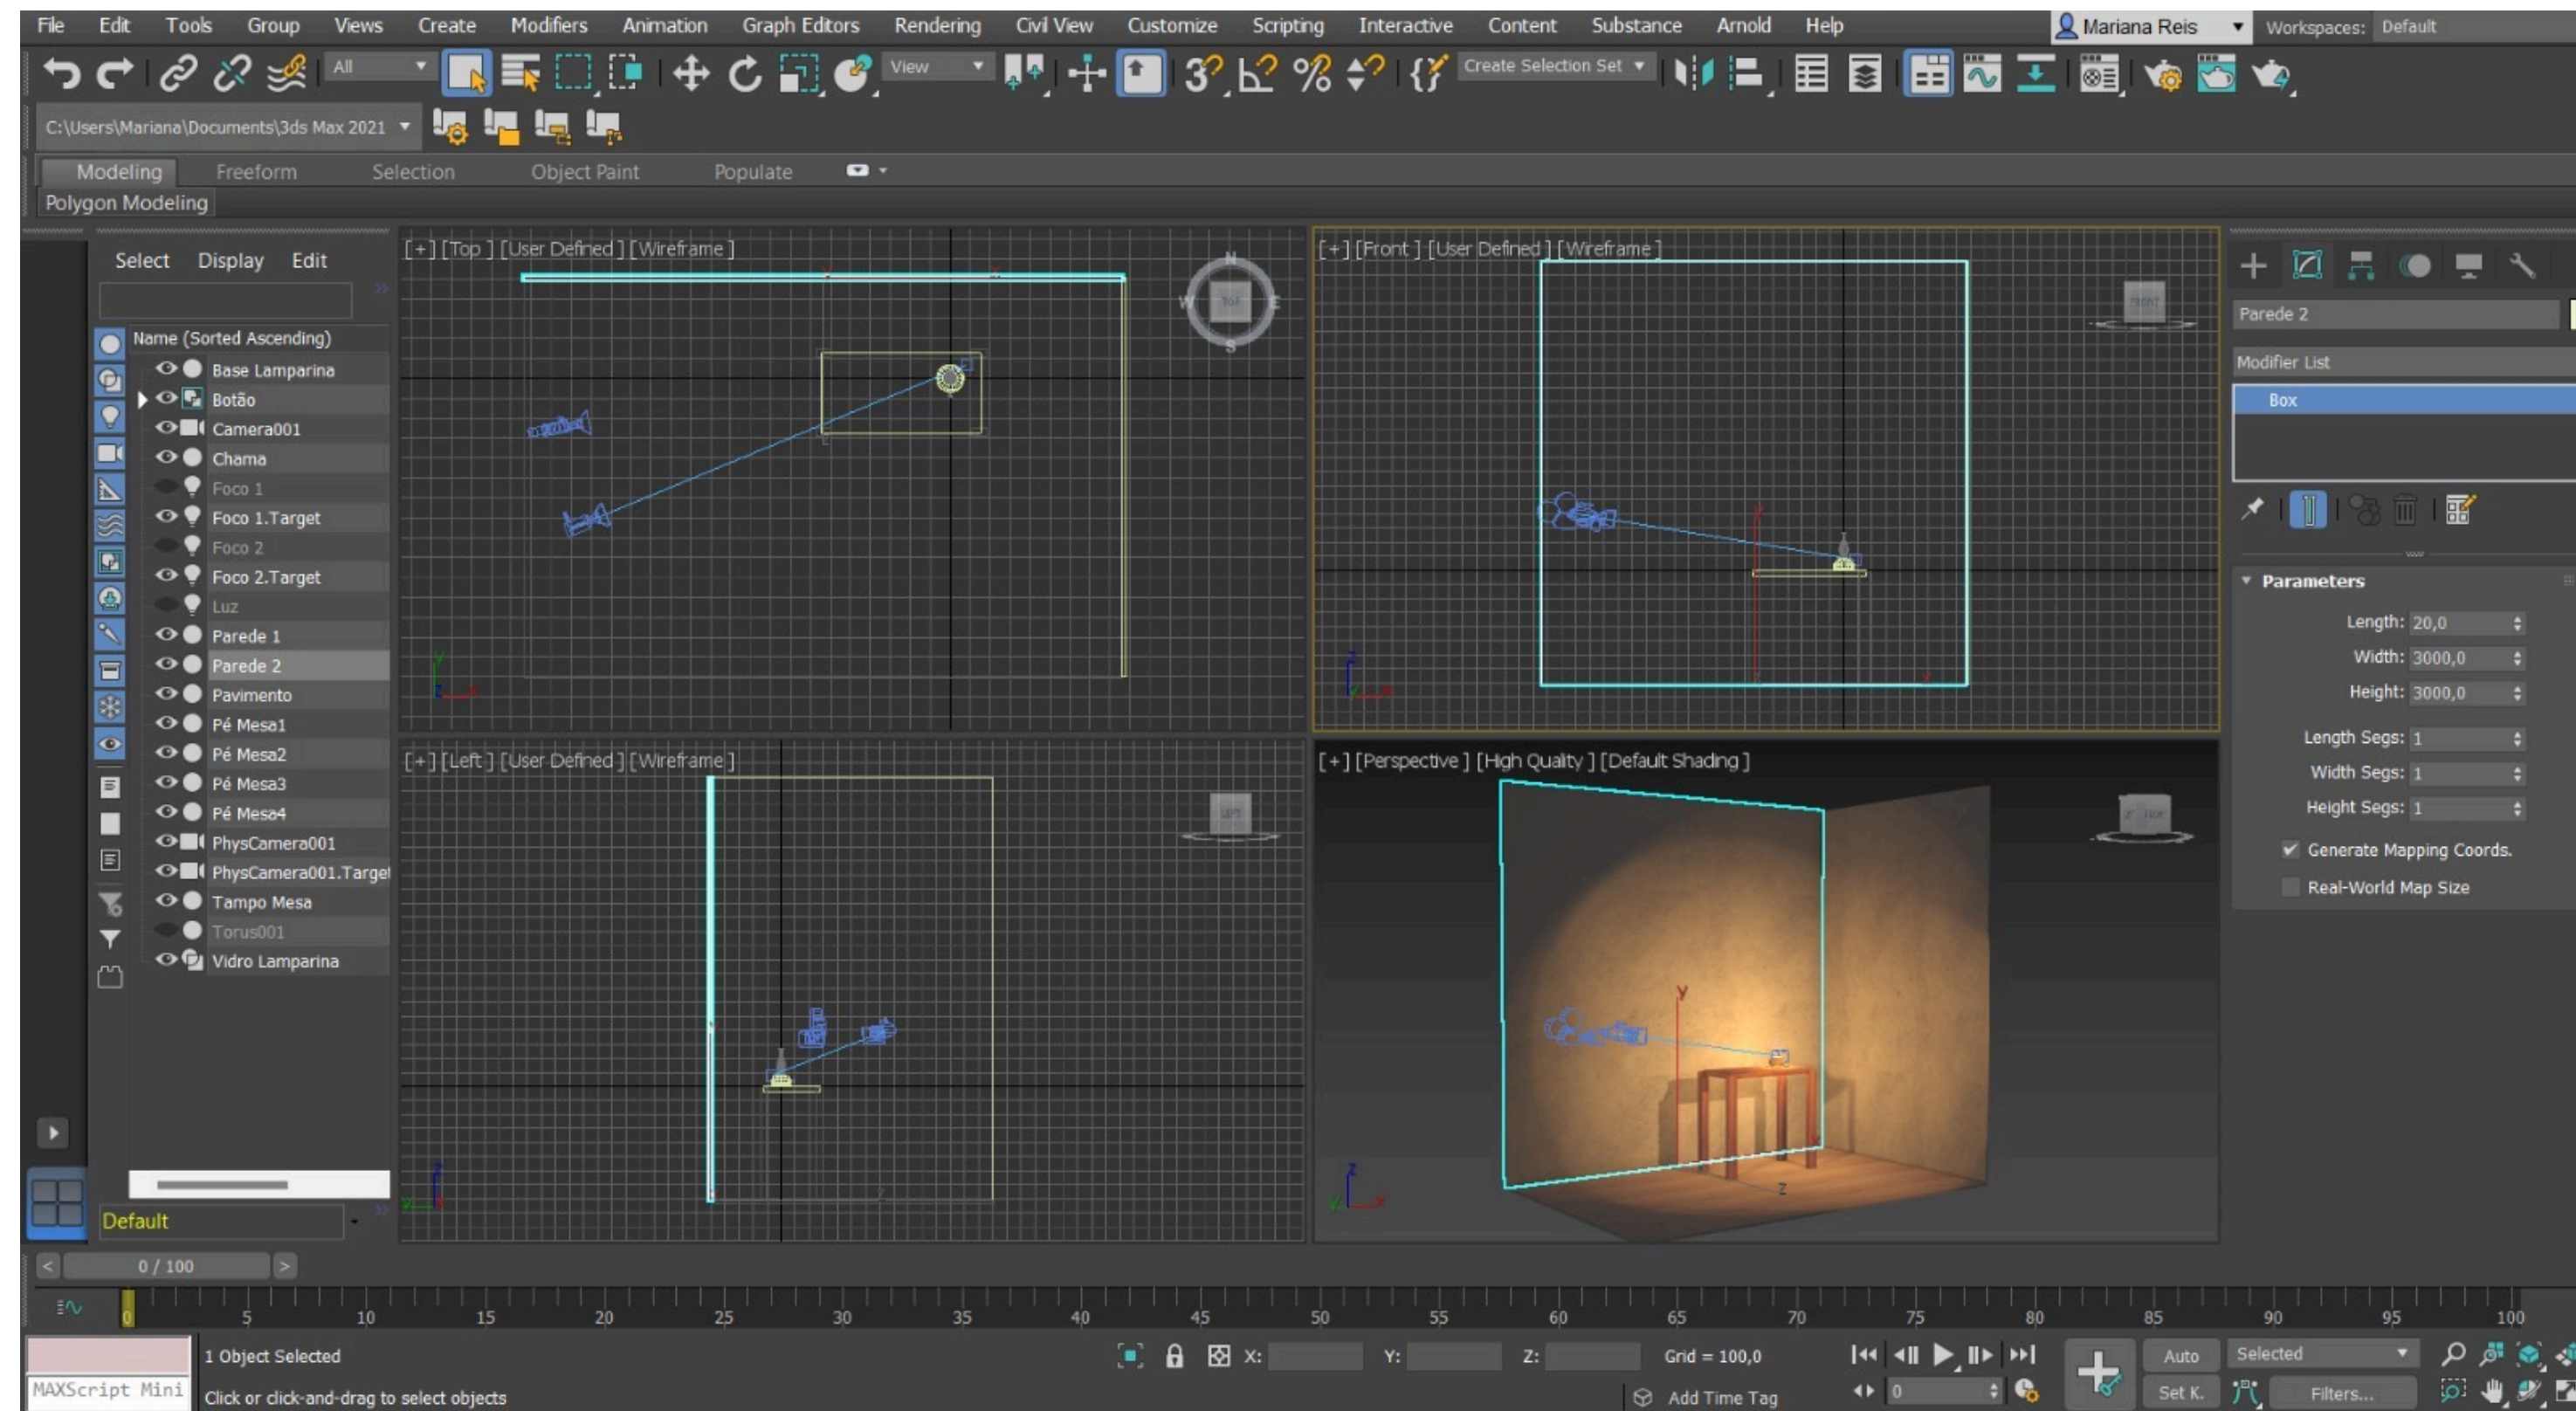 File Edit Tools Group Views Create Modifiers Animation Graph Editors Rendering Civil View Customize Scripting Interactive Content Substance Arnold Help Mariana Reis Workspaces: Default
All View Create Selection Set
C:\Users\Mariana\Documents\3ds Max 2021
Modeling Freeform Selection Object Paint Populate
Polygon Modeling
Select Display Edit
Name (Sorted Ascending)
Base Lamparina
Botão
Camera001
Chama
Foco 1
Foco 1.Target
Foco 2
Foco 2.Target
Luz
Parede 1
Parede 2
Pavimento
Pé Mesa1
Pé Mesa2
Pé Mesa3
Pé Mesa4
PhysCamera001
PhysCamera001.Target
Tampo Mesa
Torus001
Vidro Lamparina
Default
[+] [Top ] [User Defined ] [Wireframe ]
N
W TOP E
S
[+] [Front ] [User Defined ] [Wireframe ]
FRONT
[+] [Left ] [User Defined ] [Wireframe ]
LEFT
[+] [Perspective ] [High Quality ] [Default Shading ]
y
z
Parede 2
Modifier List
Box
Parameters
Length: 20,0
Width: 3000,0
Height: 3000,0
Length Segs: 1
Width Segs: 1
Height Segs: 1
Generate Mapping Coords.
Real-World Map Size
< 0 / 100 >
0 5 10 15 20 25 30 35 40 45 50 55 60 65 70 75 80 85 90 95 100
1 Object Selected X: Y: Z: Grid = 100,0 Auto Selected
MAXScript Mini Click or click-and-drag to select objects Add Time Tag 0 Set K. Filters...